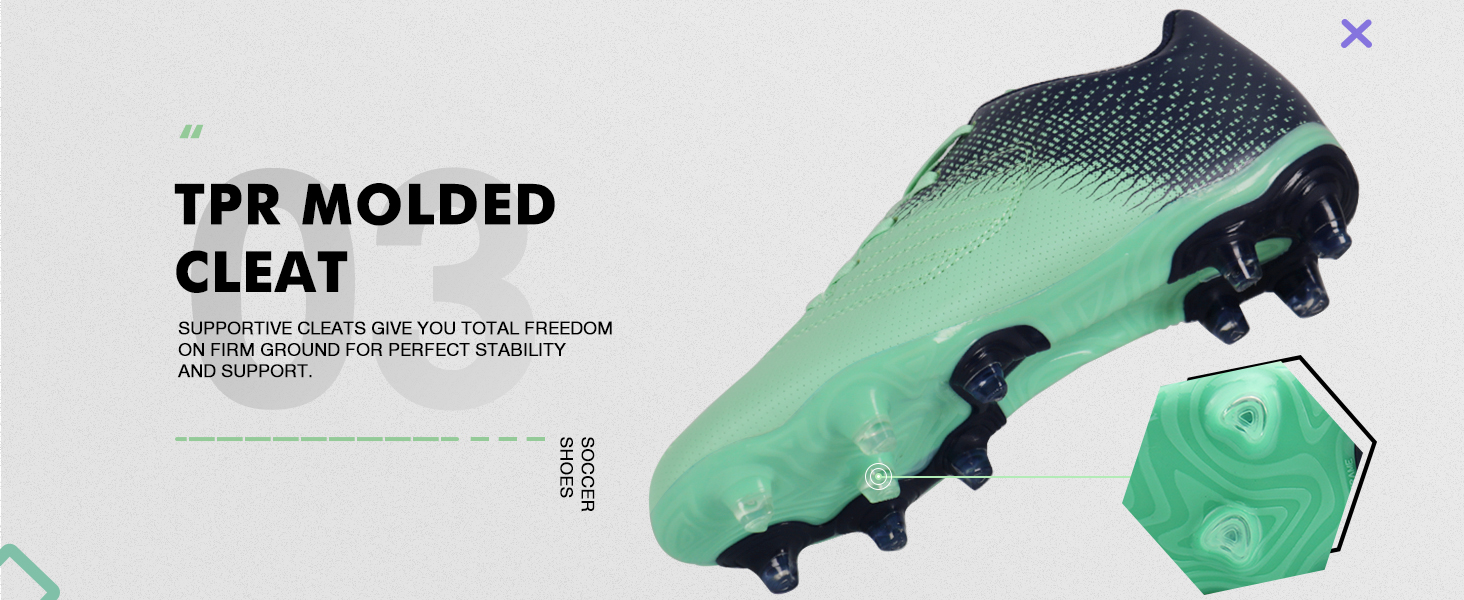 “
03
TPR MOLDED
CLEAT
SUPPORTIVE CLEATS GIVE YOU TOTAL FREEDOM
ON FIRM GROUND FOR PERFECT STABILITY
AND SUPPORT.
SOCCER
SHOES